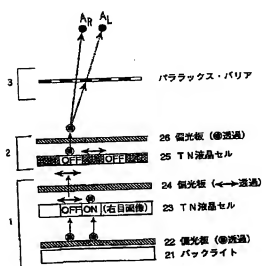 A_R A_L
3 パララックス・バリア
26 偏光板 (⊗透過)
2 OFF OFF 25 TN液晶セル
24 偏光板 (↔透過)
1 OFF ON (右目画像) 23 TN液晶セル
22 偏光板 (⊗透過)
21 バックライト